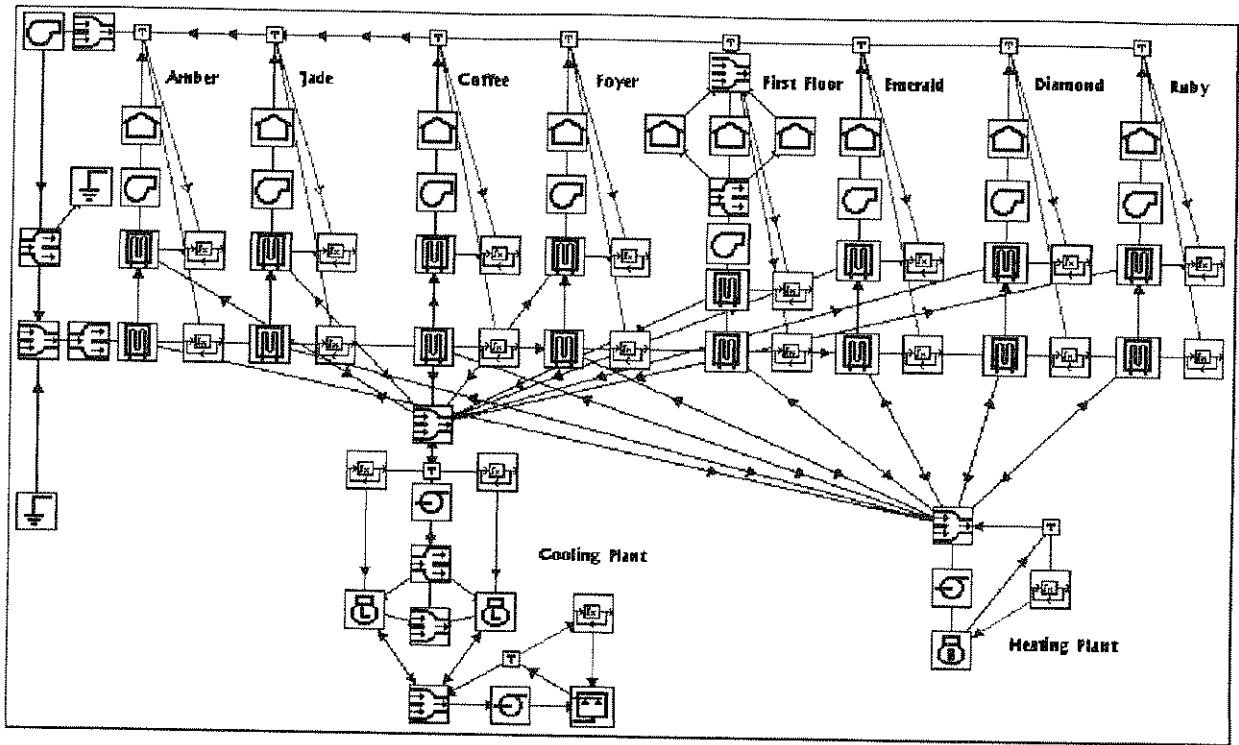 T T T T T T T T
Amber Jade Coffee Foyer First Floor Emerald Diamond Ruby
T
Cooling Plant
L L
T
T
B
Heating Plant